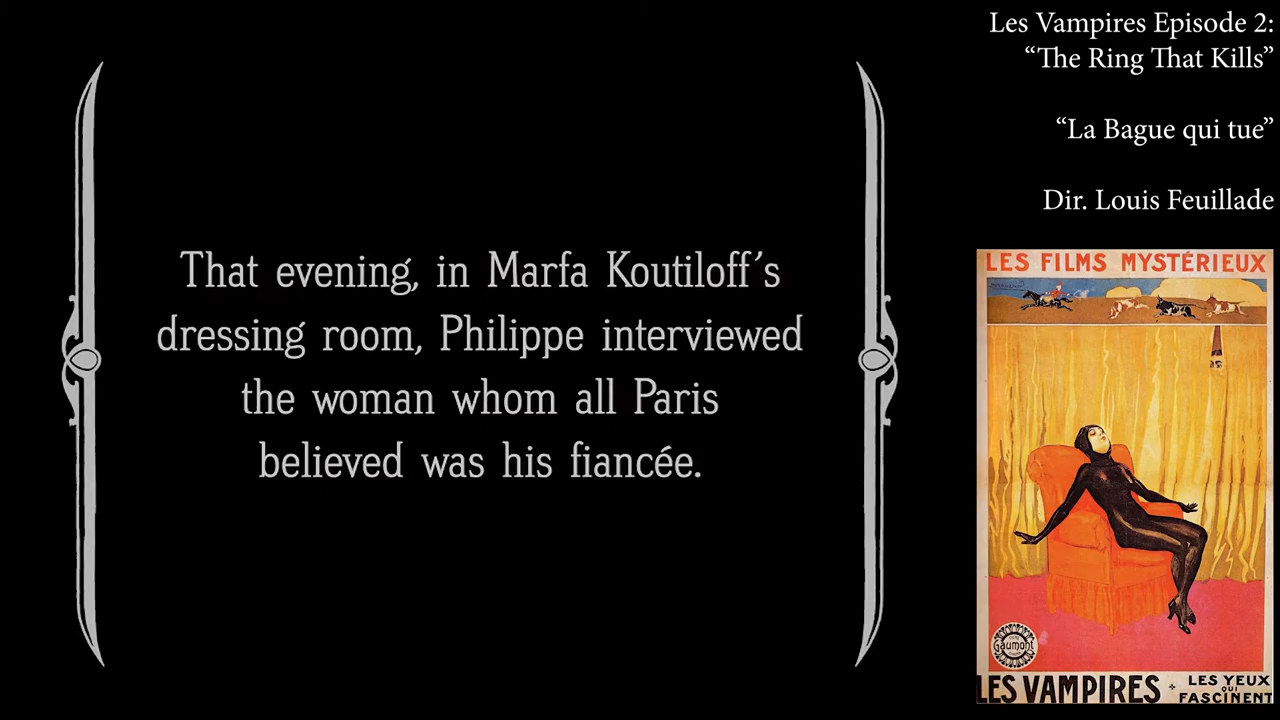 That evening, in Marfa Koutiloff's
dressing room, Philippe interviewed
the woman whom all Paris
believed was his fiancée.
Les Vampires Episode 2:
“The Ring That Kills”
“La Bague qui tue”
Dir. Louis Feuillade
LES FILMS MYSTÉRIEUX
Gaumont
LES VAMPIRES + LES YEUX
QUI
FASCINENT